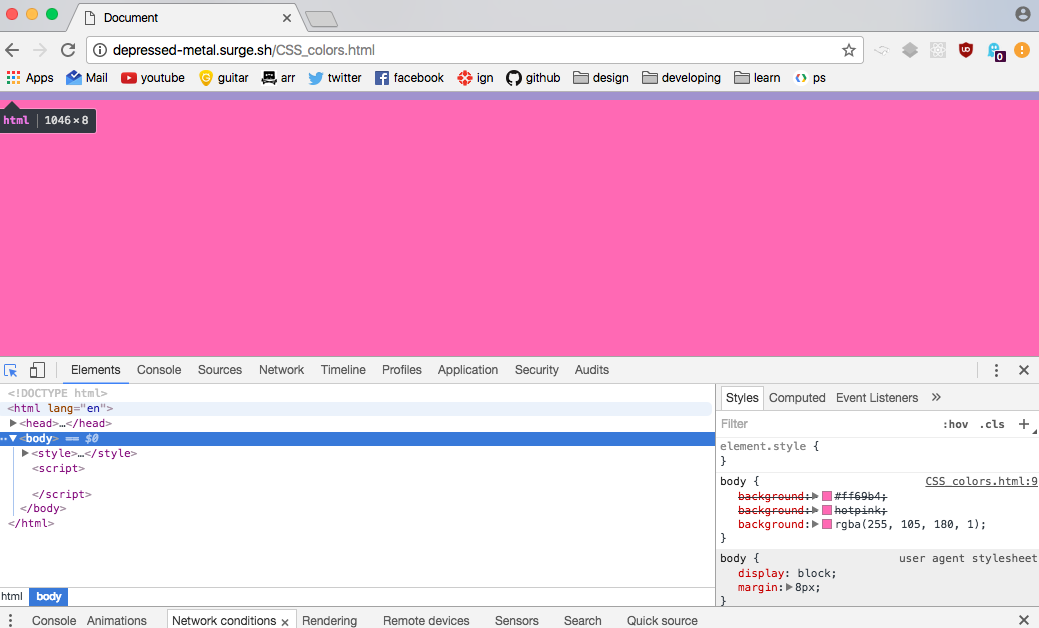 Document
depressed-metal.surge.sh/CSS_colors.html
Apps Mail youtube guitar arr twitter facebook ign github design developing learn ps
html 1046 × 8
Elements Console Sources Network Timeline Profiles Application Security Audits
<!DOCTYPE html>
<html lang="en">
<head>…</head>
<body> == $0
<style>…</style>
<script>
</script>
</body>
</html>
html body
Styles Computed Event Listeners »
Filter :hov .cls +
element.style {
}
body { CSS_colors.html:9
background: #ff69b4;
background: hotpink;
background: rgba(255, 105, 180, 1);
}
body { user agent stylesheet
display: block;
margin: 8px;
}
Console Animations Network conditions × Rendering Remote devices Sensors Search Quick source